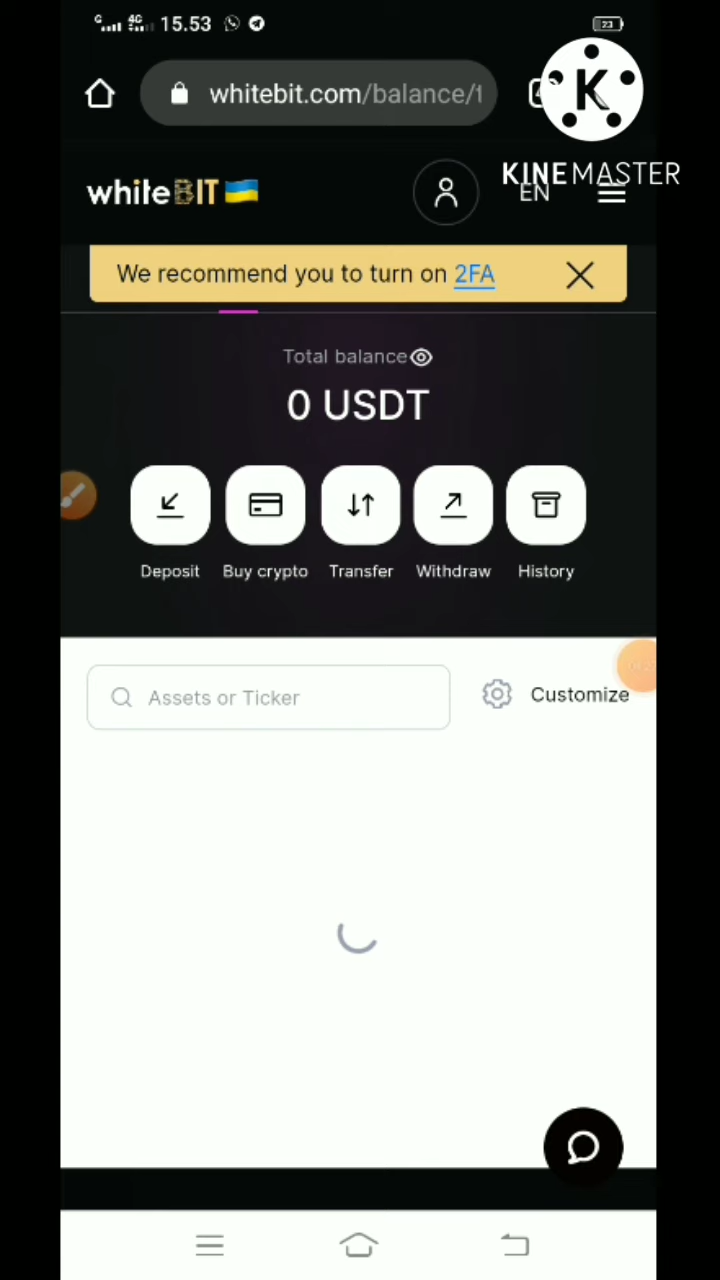 15.53
23
whitebit.com/balance/t
K
KINEMASTER
whiteBIT
EN
We recommend you to turn on 2FA
Total balance
0 USDT
Deposit
Buy crypto
Transfer
Withdraw
History
Assets or Ticker
Customize